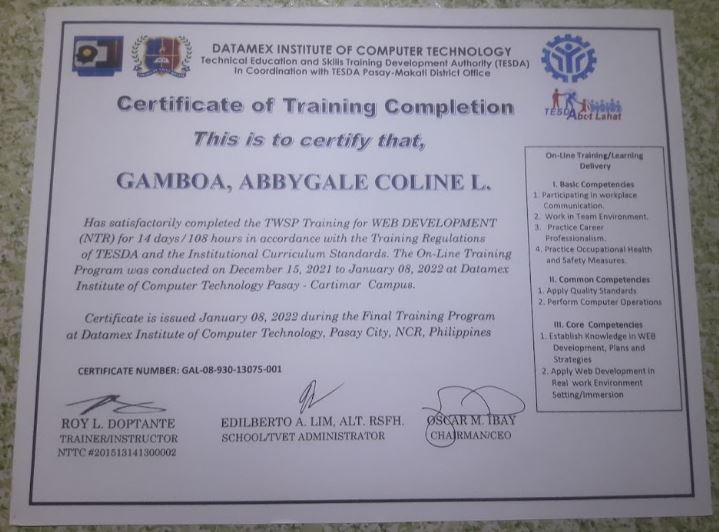 DATAMEX INSTITUTE OF COMPUTER TECHNOLOGY
Technical Education and Skills Training Development Authority (TESDA)
In Coordination with TESDA Pasay-Makati District Office
TESDA Abot Lahat
Certificate of Training Completion
This is to certify that,
GAMBOA, ABBYGALE COLINE L.
Has satisfactorily completed the TWSP Training for WEB DEVELOPMENT
(NTR) for 14 days/108 hours in accordance with the Training Regulations
of TESDA and the Institutional Curriculum Standards. The On-Line Training
Program was conducted on December 15, 2021 to January 08, 2022 at Datamex
Institute of Computer Technology Pasay - Cartimar Campus.
Certificate is issued January 08, 2022 during the Final Training Program
at Datamex Institute of Computer Technology, Pasay City, NCR, Philippines
CERTIFICATE NUMBER: GAL-08-930-13075-001
ROY L. DOPTANTE
TRAINER/INSTRUCTOR
NTTC #201513141300002
EDILBERTO A. LIM, ALT. RSFH.
SCHOOL/TVET ADMINISTRATOR
OSCAR M. IBAY
CHAIRMAN/CEO
On-Line Training/Learning
Delivery
I. Basic Competencies
1. Participating in workplace
Communication.
2. Work in Team Environment.
3. Practice Career
Professionalism.
4. Practice Occupational Health
and Safety Measures.
II. Common Competencies
1. Apply Quality Standards
2. Perform Computer Operations
III. Core Competencies
1. Establish Knowledge in WEB
Development, Plans and
Strategies
2. Apply Web Development in
Real work Environment
Setting/Immersion